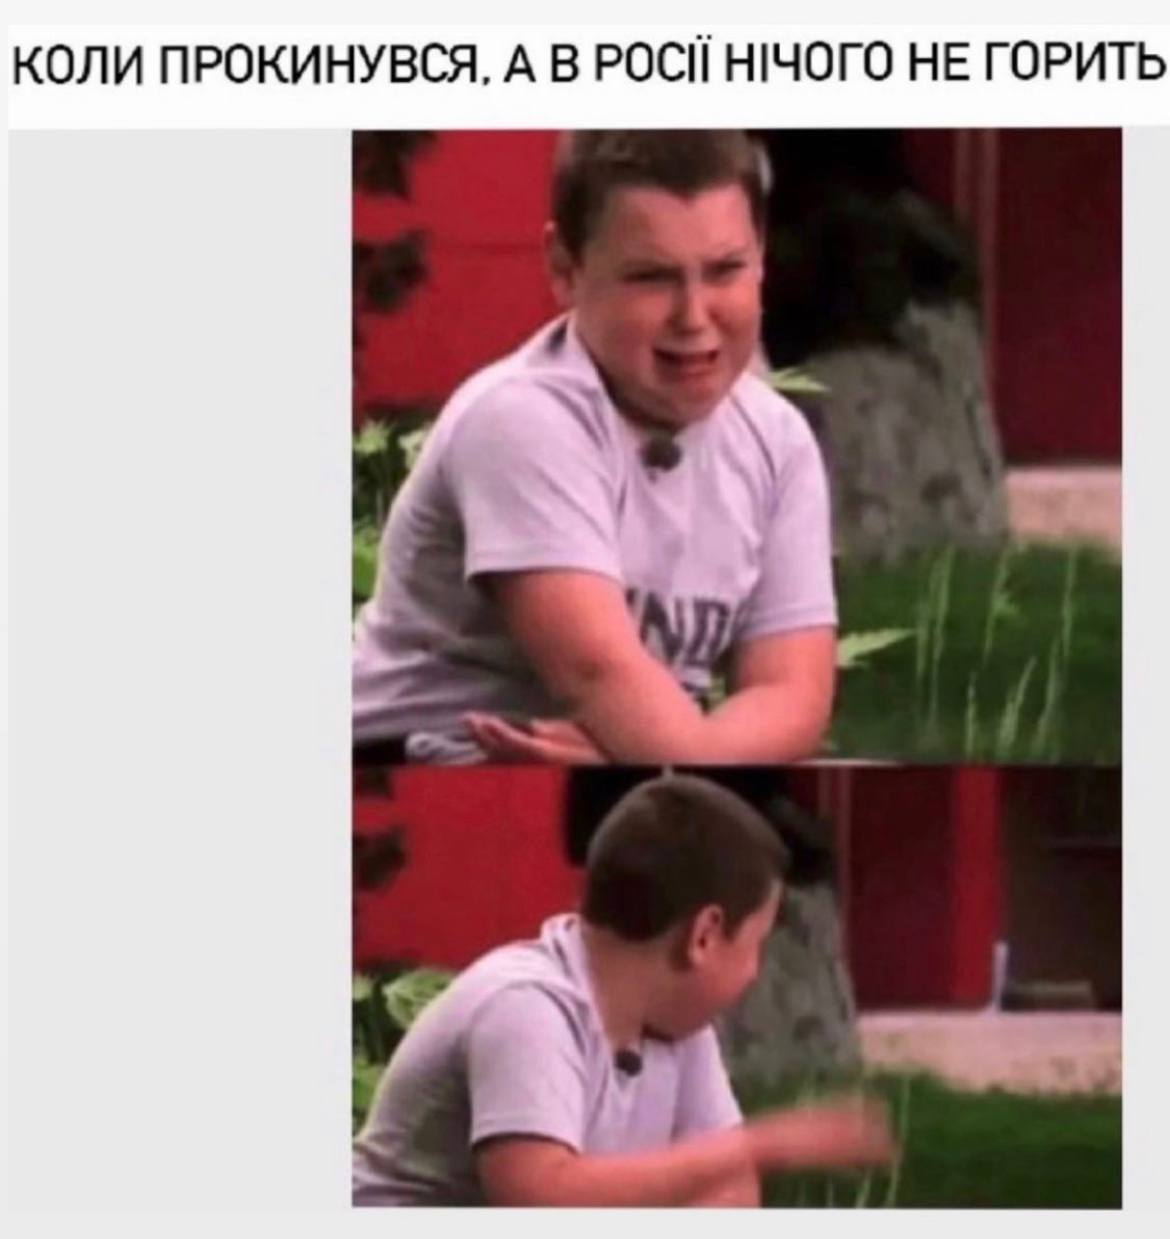 КОЛИ ПРОКИНУВСЯ, А В РОСІЇ НІЧОГО НЕ ГОРИТЬ